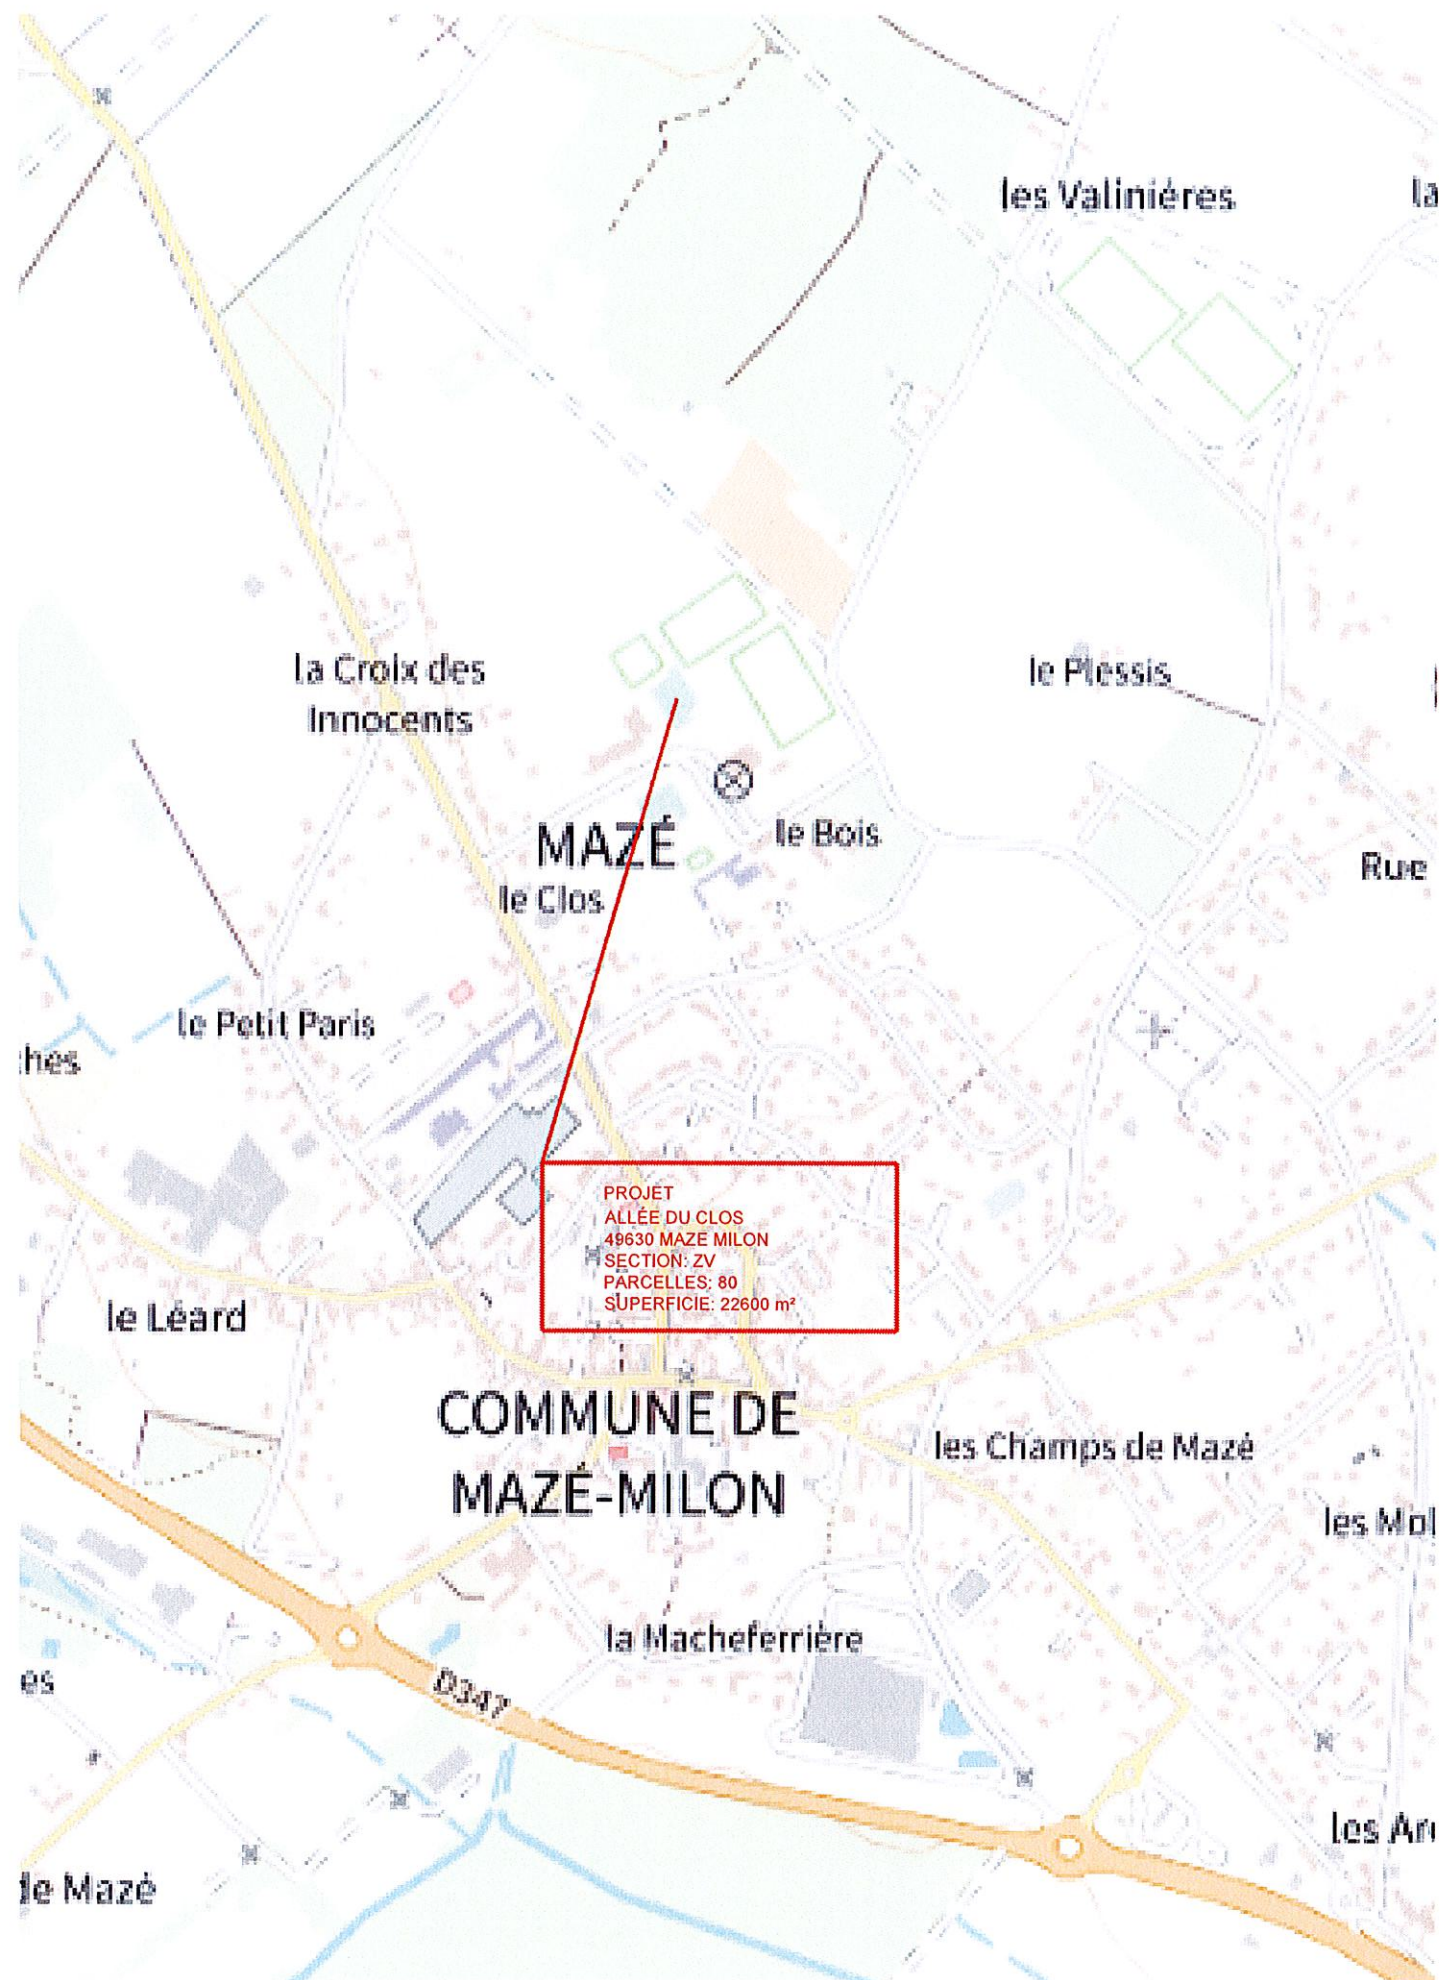 les Valinières
la
la Croix des
Innocents
le Plessis
MAZÉ
le Bois
le Clos
Rue
le Petit Paris
hes
PROJET
ALLÉE DU CLOS
49630 MAZE MILON
SECTION: ZV
PARCELLES: 80
SUPERFICIE: 22600 m²
le Léard
COMMUNE DE
MAZÉ-MILON
les Champs de Mazé
les Mol
la Macheferrière
es
D347
les Ar
de Mazé